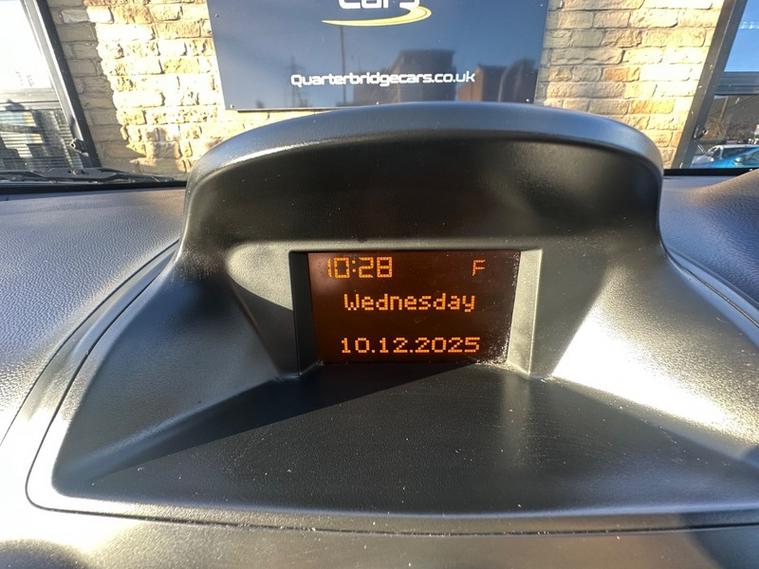 Cars
Quarterbridgecars.co.uk
10:28 F
Wednesday
10.12.2025